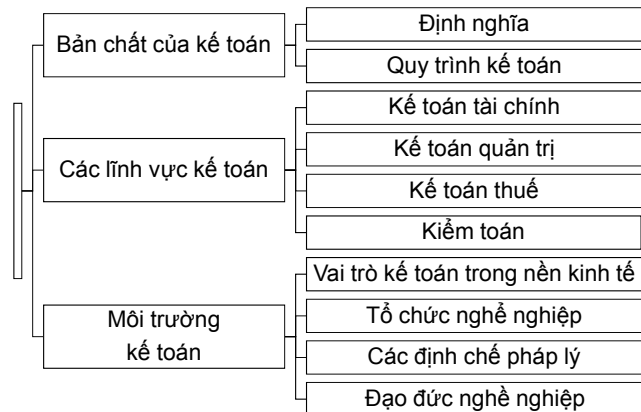 Bản chất của kế toán
Định nghĩa
Quy trình kế toán
Các lĩnh vực kế toán
Kế toán tài chính
Kế toán quản trị
Kế toán thuế
Kiểm toán
Môi trường
kế toán
Vai trò kế toán trong nền kinh tế
Tổ chức nghể nghiệp
Các định chế pháp lý
Đạo đức nghề nghiệp